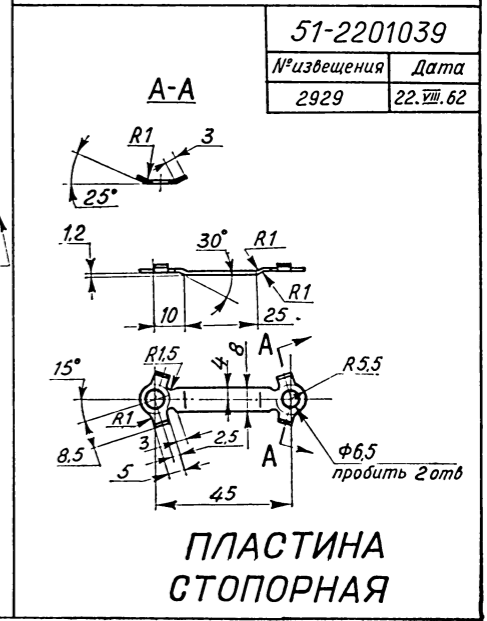 51-2201039
№ извещения Дата
2929 22.VIII.62
А-А
R1 3
25°
1,2 30° R1
R1
10 25
А
15° R1,5 4 8 R5,5
R1
8,5 3 2,5 А Ф6,5
5 пробить 2 отв
45
ПЛАСТИНА
СТОПОРНАЯ